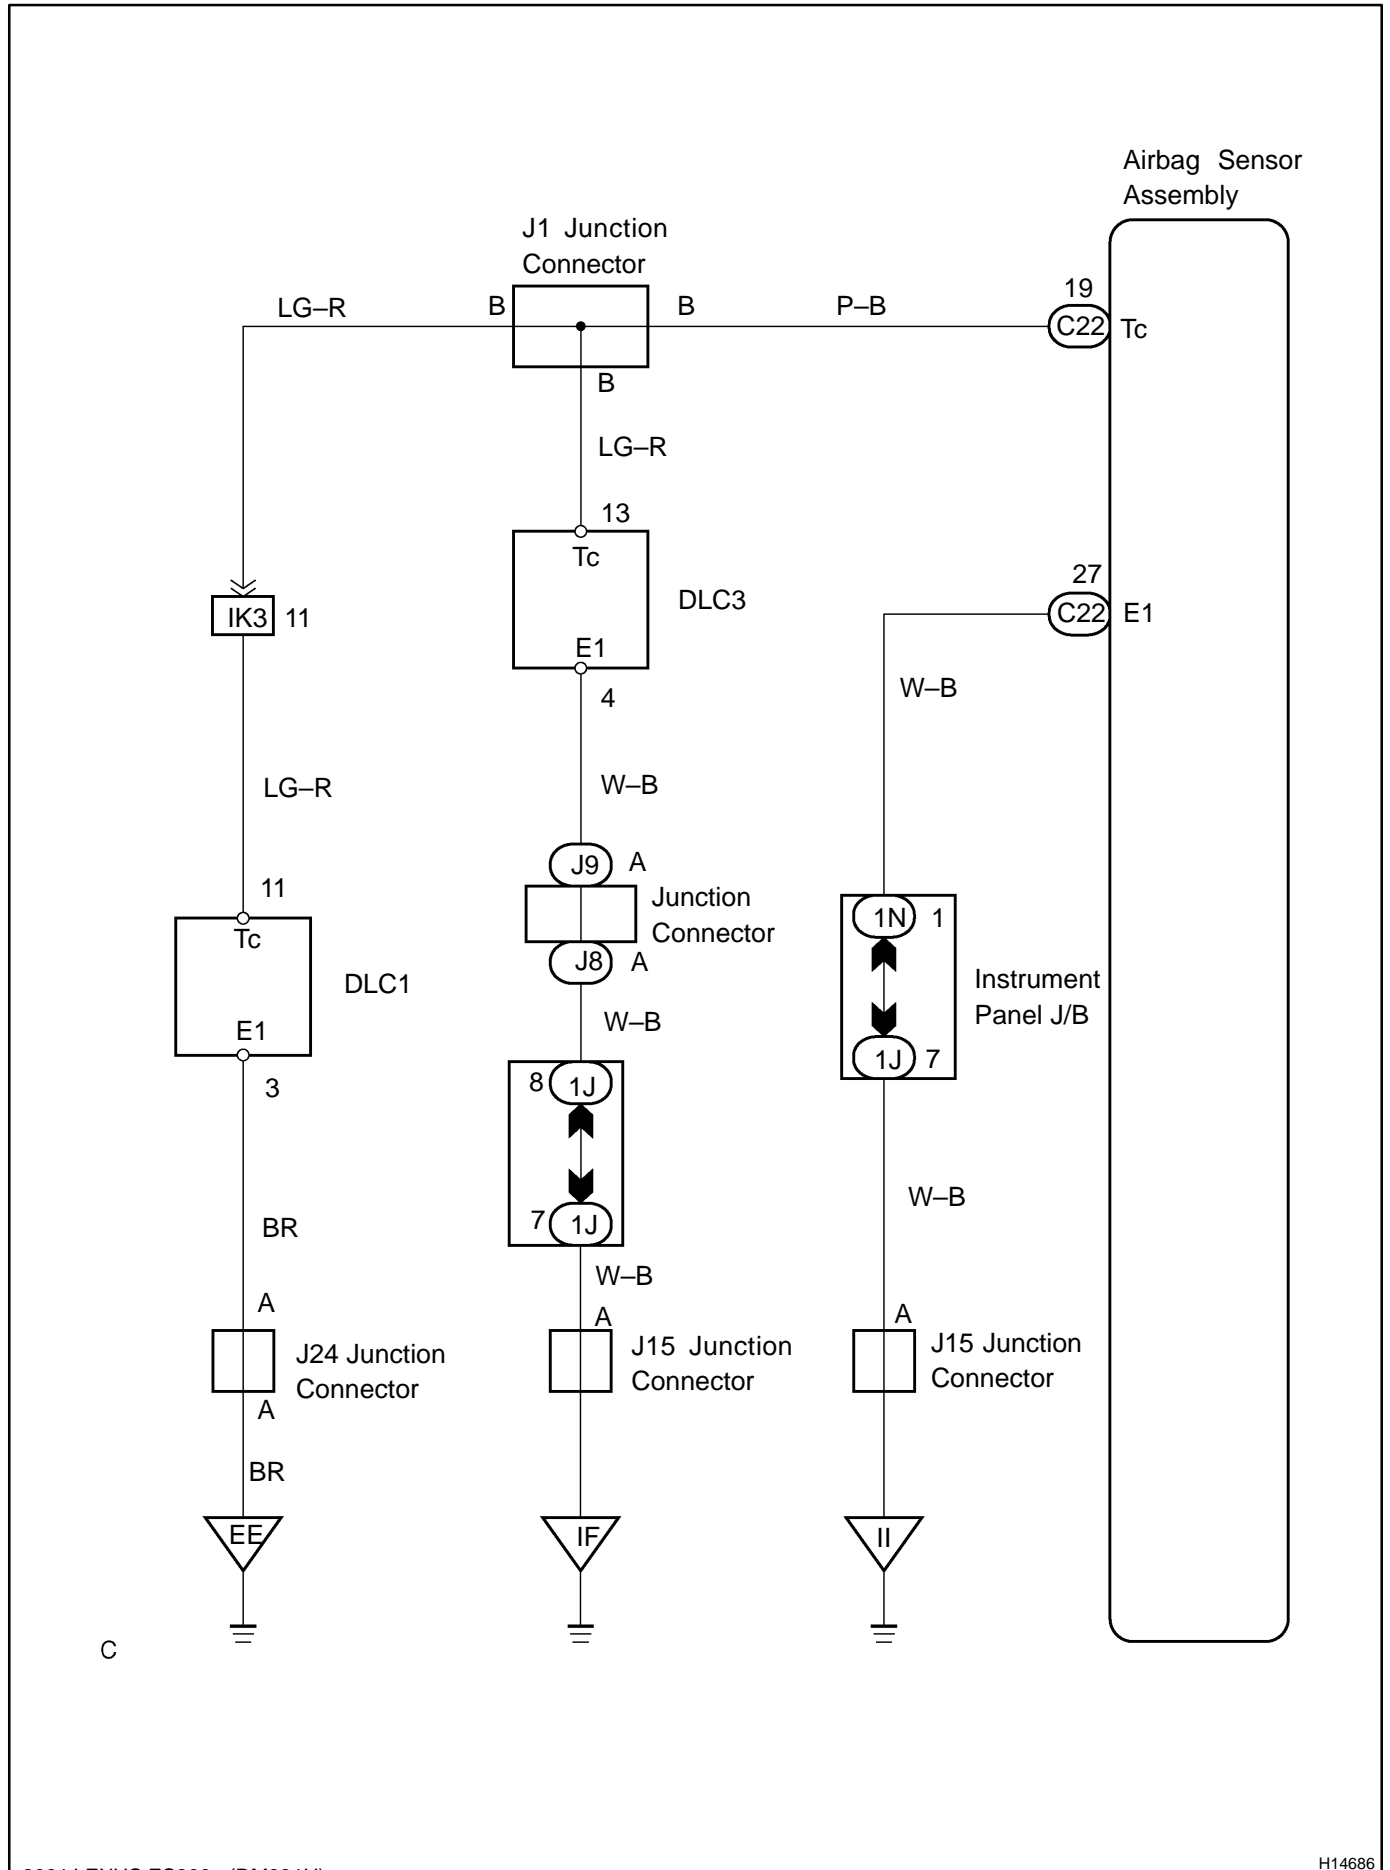 Airbag Sensor
Assembly
J1 Junction
Connector
LG–R
B
B
P–B
19
C22
Tc
B
LG–R
13
Tc
DLC3
E1
4
27
C22
E1
IK3
11
W–B
LG–R
W–B
11
Tc
DLC1
E1
3
J9
A
Junction
Connector
J8
A
W–B
1N
1
Instrument
Panel J/B
1J
7
8
1J
7
1J
W–B
BR
W–B
A
J24 Junction
Connector
A
BR
A
J15 Junction
Connector
A
J15 Junction
Connector
EE
IF
II
C
H14686